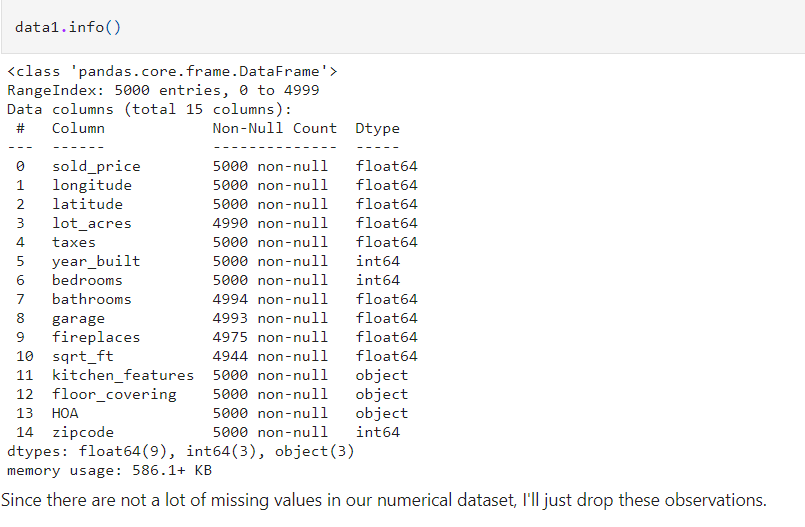 data1.info()
<class 'pandas.core.frame.DataFrame'>
RangeIndex: 5000 entries, 0 to 4999
Data columns (total 15 columns):
 #   Column            Non-Null Count  Dtype
---  ------            --------------  -----
 0   sold_price        5000 non-null   float64
 1   longitude         5000 non-null   float64
 2   latitude          5000 non-null   float64
 3   lot_acres         4990 non-null   float64
 4   taxes             5000 non-null   float64
 5   year_built        5000 non-null   int64
 6   bedrooms          5000 non-null   int64
 7   bathrooms         4994 non-null   float64
 8   garage            4993 non-null   float64
 9   fireplaces        4975 non-null   float64
 10  sqrt_ft           4944 non-null   float64
 11  kitchen_features  5000 non-null   object
 12  floor_covering    5000 non-null   object
 13  HOA               5000 non-null   object
 14  zipcode           5000 non-null   int64
dtypes: float64(9), int64(3), object(3)
memory usage: 586.1+ KB
Since there are not a lot of missing values in our numerical dataset, I'll just drop these observations.